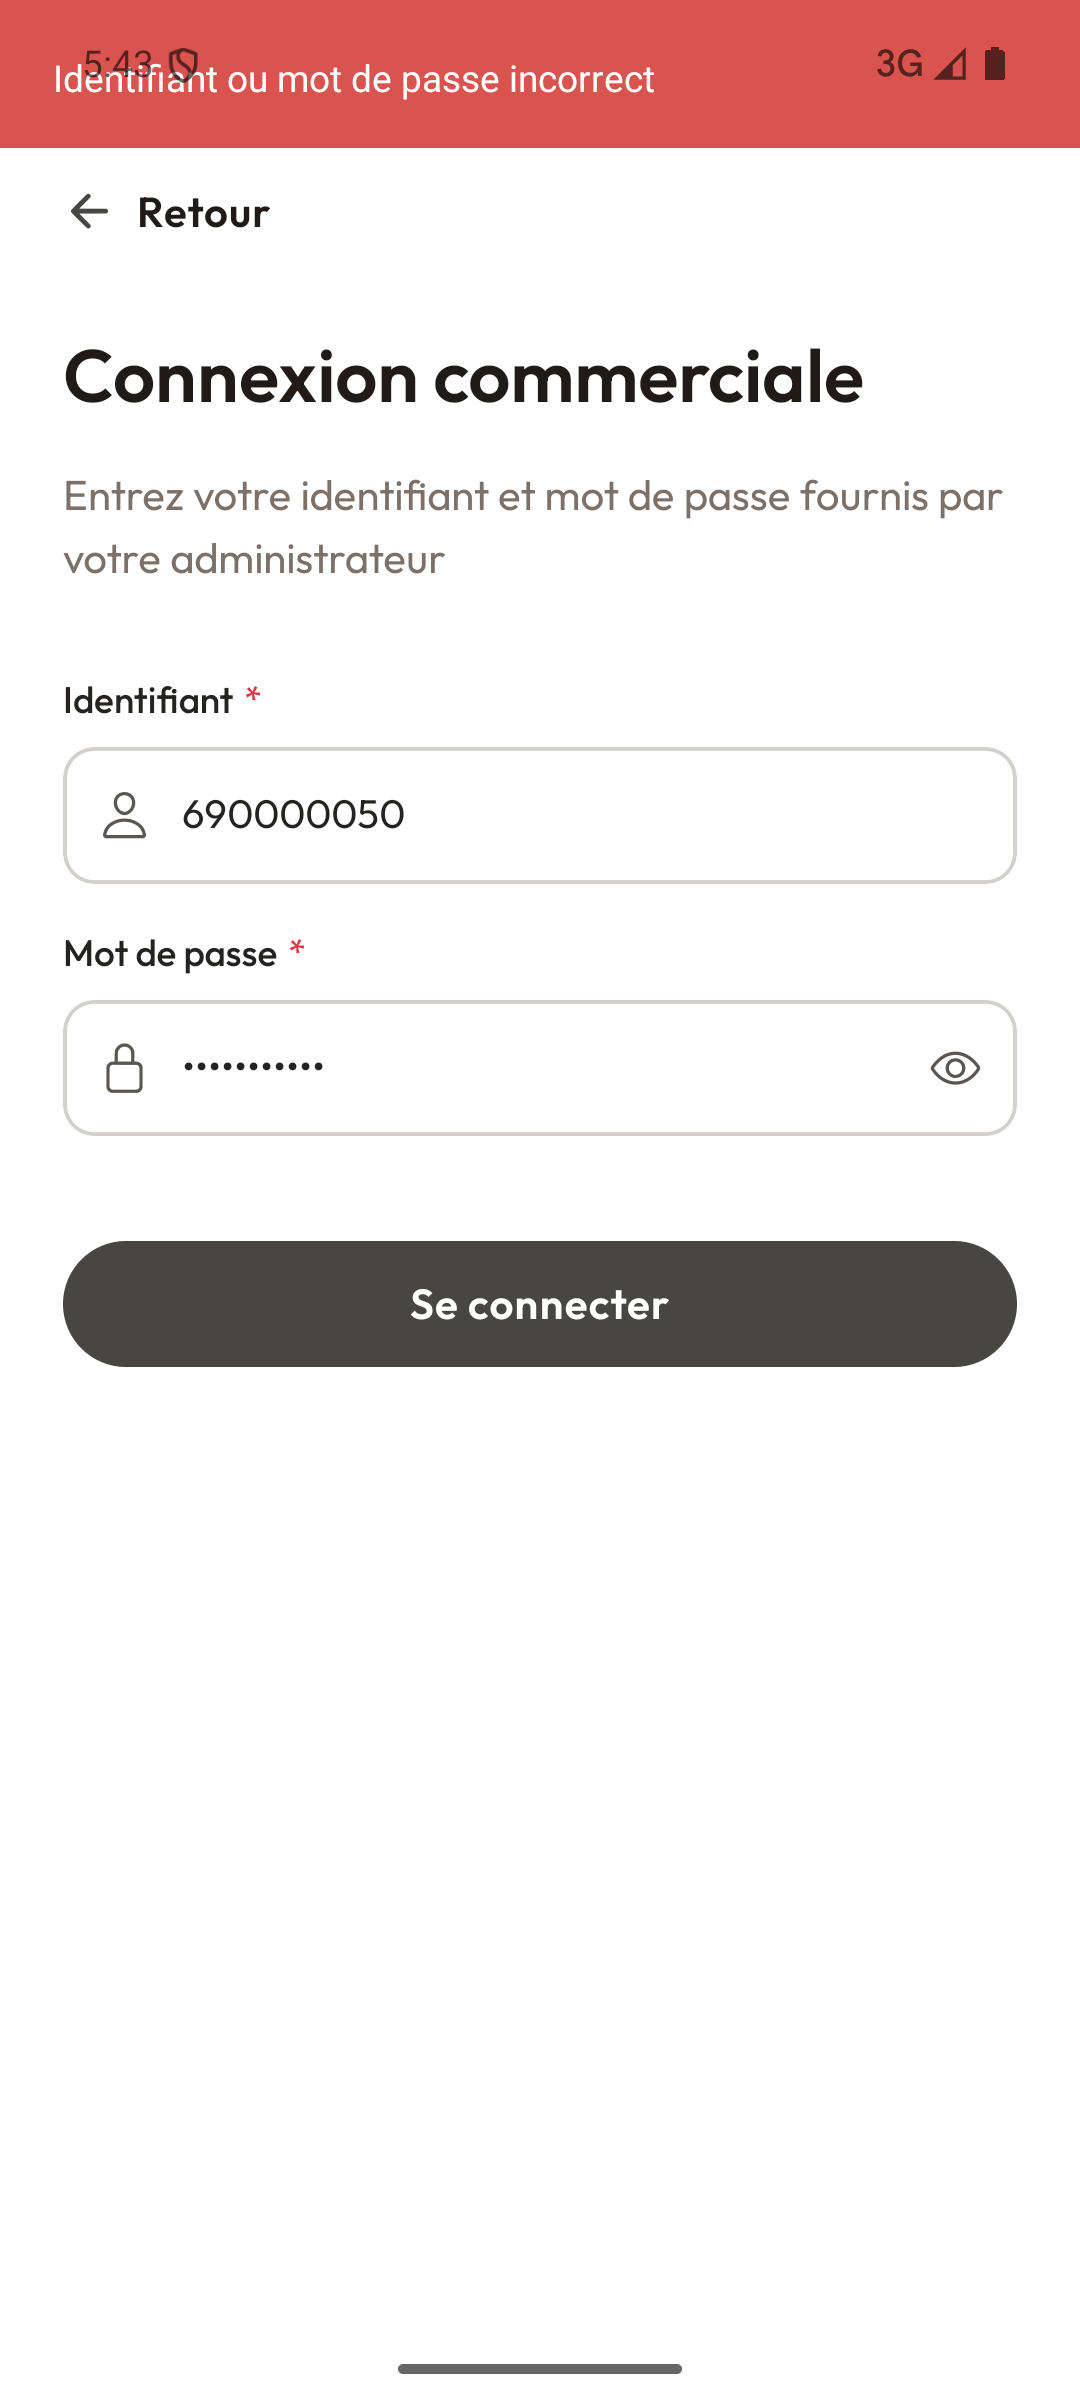 5:43
3G
Identifiant ou mot de passe incorrect
Retour
Connexion commerciale
Entrez votre identifiant et mot de passe fournis par
votre administrateur
Identifiant *
690000050
Mot de passe *
•••••••••••
Se connecter